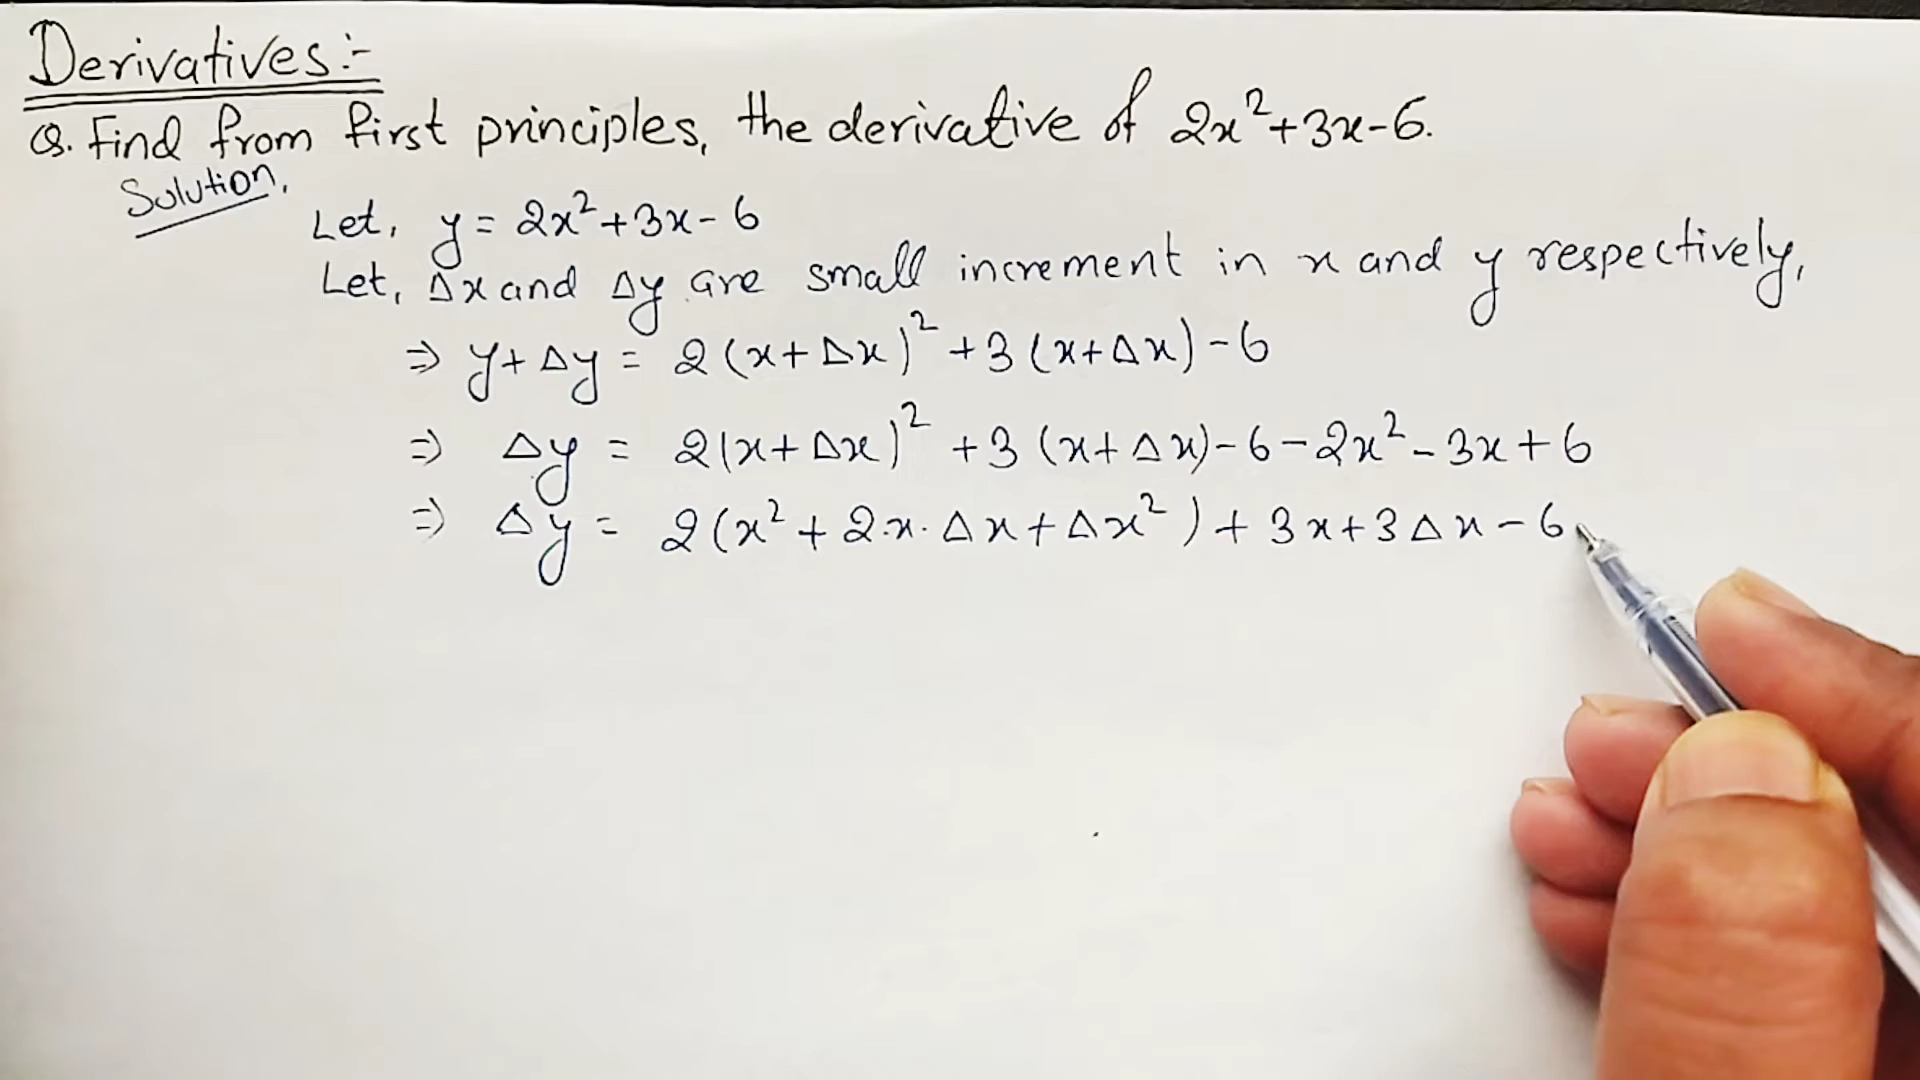 Derivatives:-
Q. Find from first principles, the derivative of 2x²+3x-6.
Solution,
Let, y = 2x²+3x-6
Let, Δx and Δy are small increment in x and y respectively,
⇒ y+Δy = 2(x+Δx)²+3(x+Δx)-6
⇒ Δy = 2(x+Δx)²+3(x+Δx)-6-2x²-3x+6
⇒ Δy = 2(x²+2.x.Δx+Δx²)+3x+3Δx-6